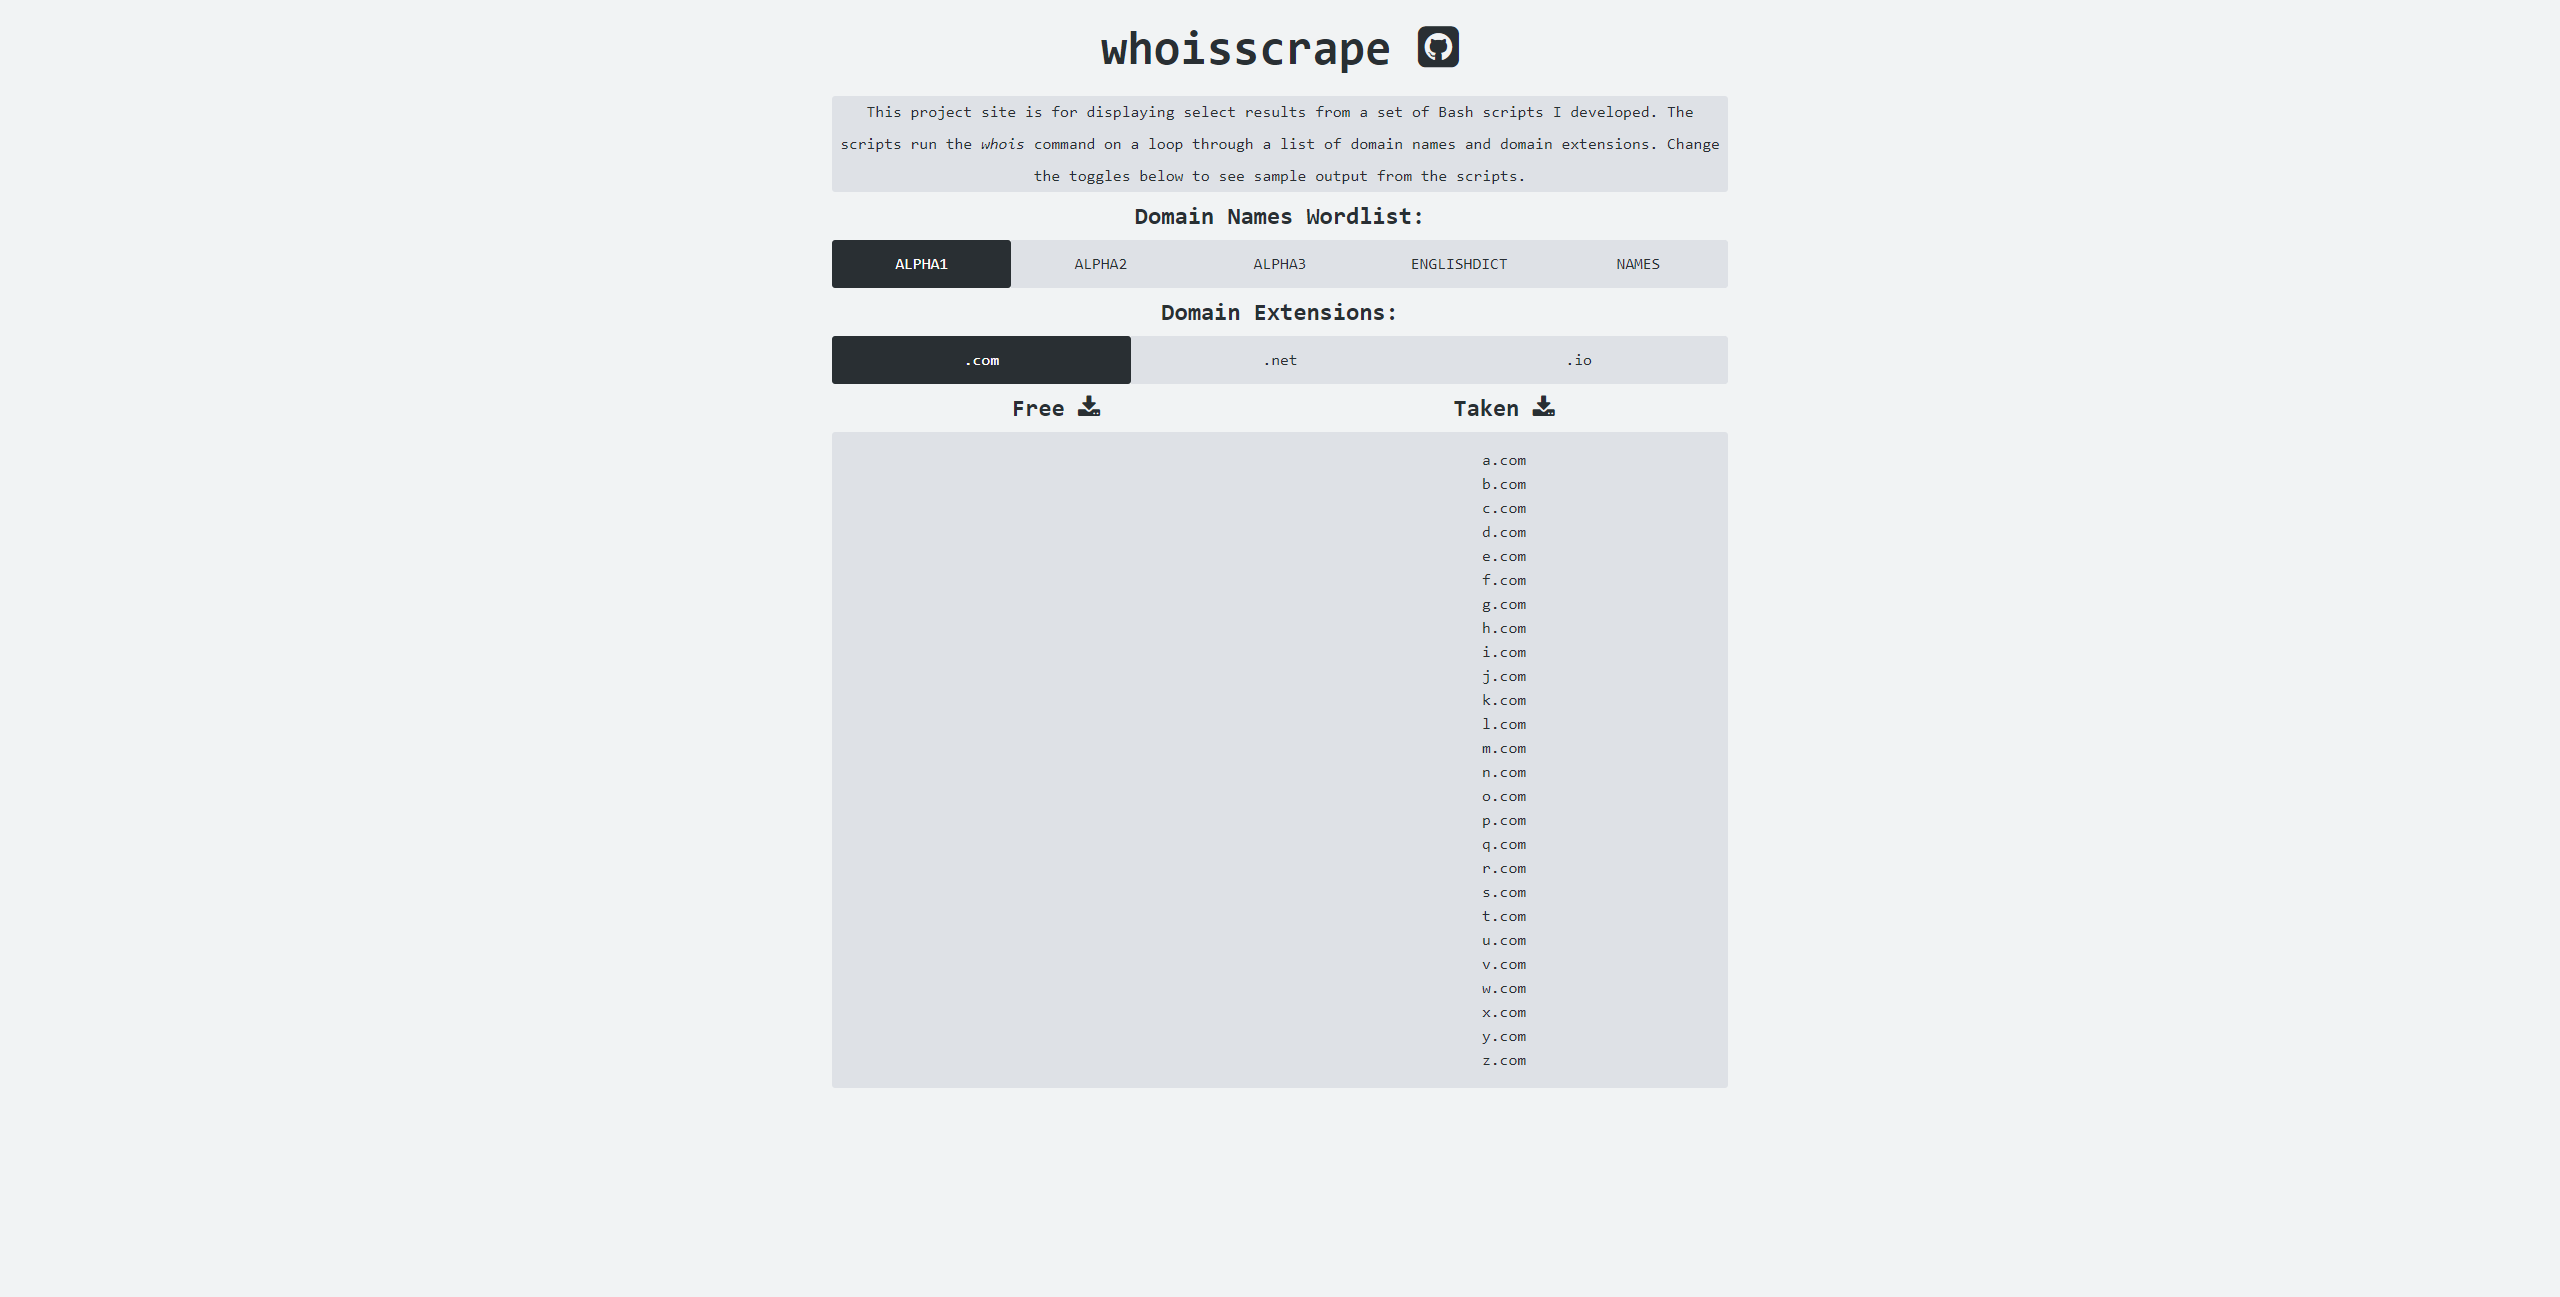 whoisscrape
This project site is for displaying select results from a set of Bash scripts I developed. The
scripts run the whois command on a loop through a list of domain names and domain extensions. Change
the toggles below to see sample output from the scripts.
Domain Names Wordlist:
ALPHA1 ALPHA2 ALPHA3 ENGLISHDICT NAMES
Domain Extensions:
.com .net .io
Free Taken
a.com
b.com
c.com
d.com
e.com
f.com
g.com
h.com
i.com
j.com
k.com
l.com
m.com
n.com
o.com
p.com
q.com
r.com
s.com
t.com
u.com
v.com
w.com
x.com
y.com
z.com